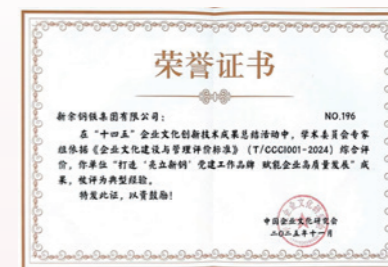 荣誉证书
新余钢铁集团有限公司：
NO.196
在“十四五”企业文化创新技术成果总结活动中，学术委员会专家
组依据《企业文化建设与管理评价标准》（T/CCCI001-2024）综合评
价，你单位“打造‘亮立新钢’党建工作品牌 赋能企业高质量发展”成
果，被评为典型经验。
特发此证，以资鼓励！
中国企业文化研究会
二〇二五年十一月